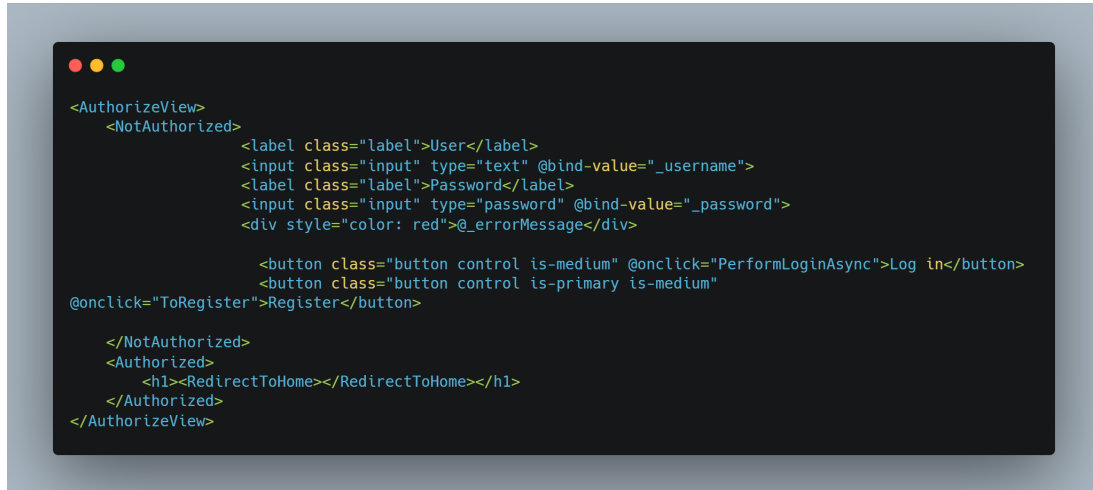 <AuthorizeView>
    <NotAuthorized>
                   <label class="label">User</label>
                   <input class="input" type="text" @bind-value="_username">
                   <label class="label">Password</label>
                   <input class="input" type="password" @bind-value="_password">
                   <div style="color: red">@_errorMessage</div>
                     <button class="button control is-medium" @onclick="PerformLoginAsync">Log in</button>
                     <button class="button control is-primary is-medium"
@onclick="ToRegister">Register</button>
    </NotAuthorized>
    <Authorized>
        <h1><RedirectToHome></RedirectToHome></h1>
    </Authorized>
</AuthorizeView>